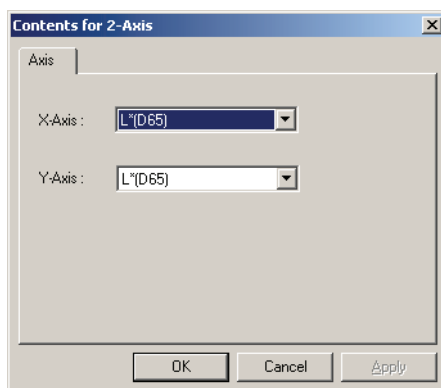 Contents for 2-Axis
Axis
X-Axis : L*(D65)
Y-Axis : L*(D65)
OK Cancel Apply